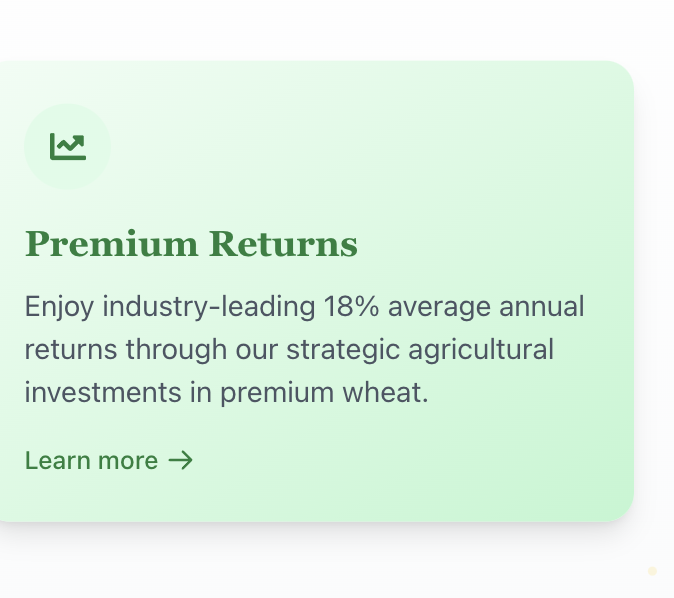 Premium Returns
Enjoy industry-leading 18% average annual
returns through our strategic agricultural
investments in premium wheat.
Learn more →